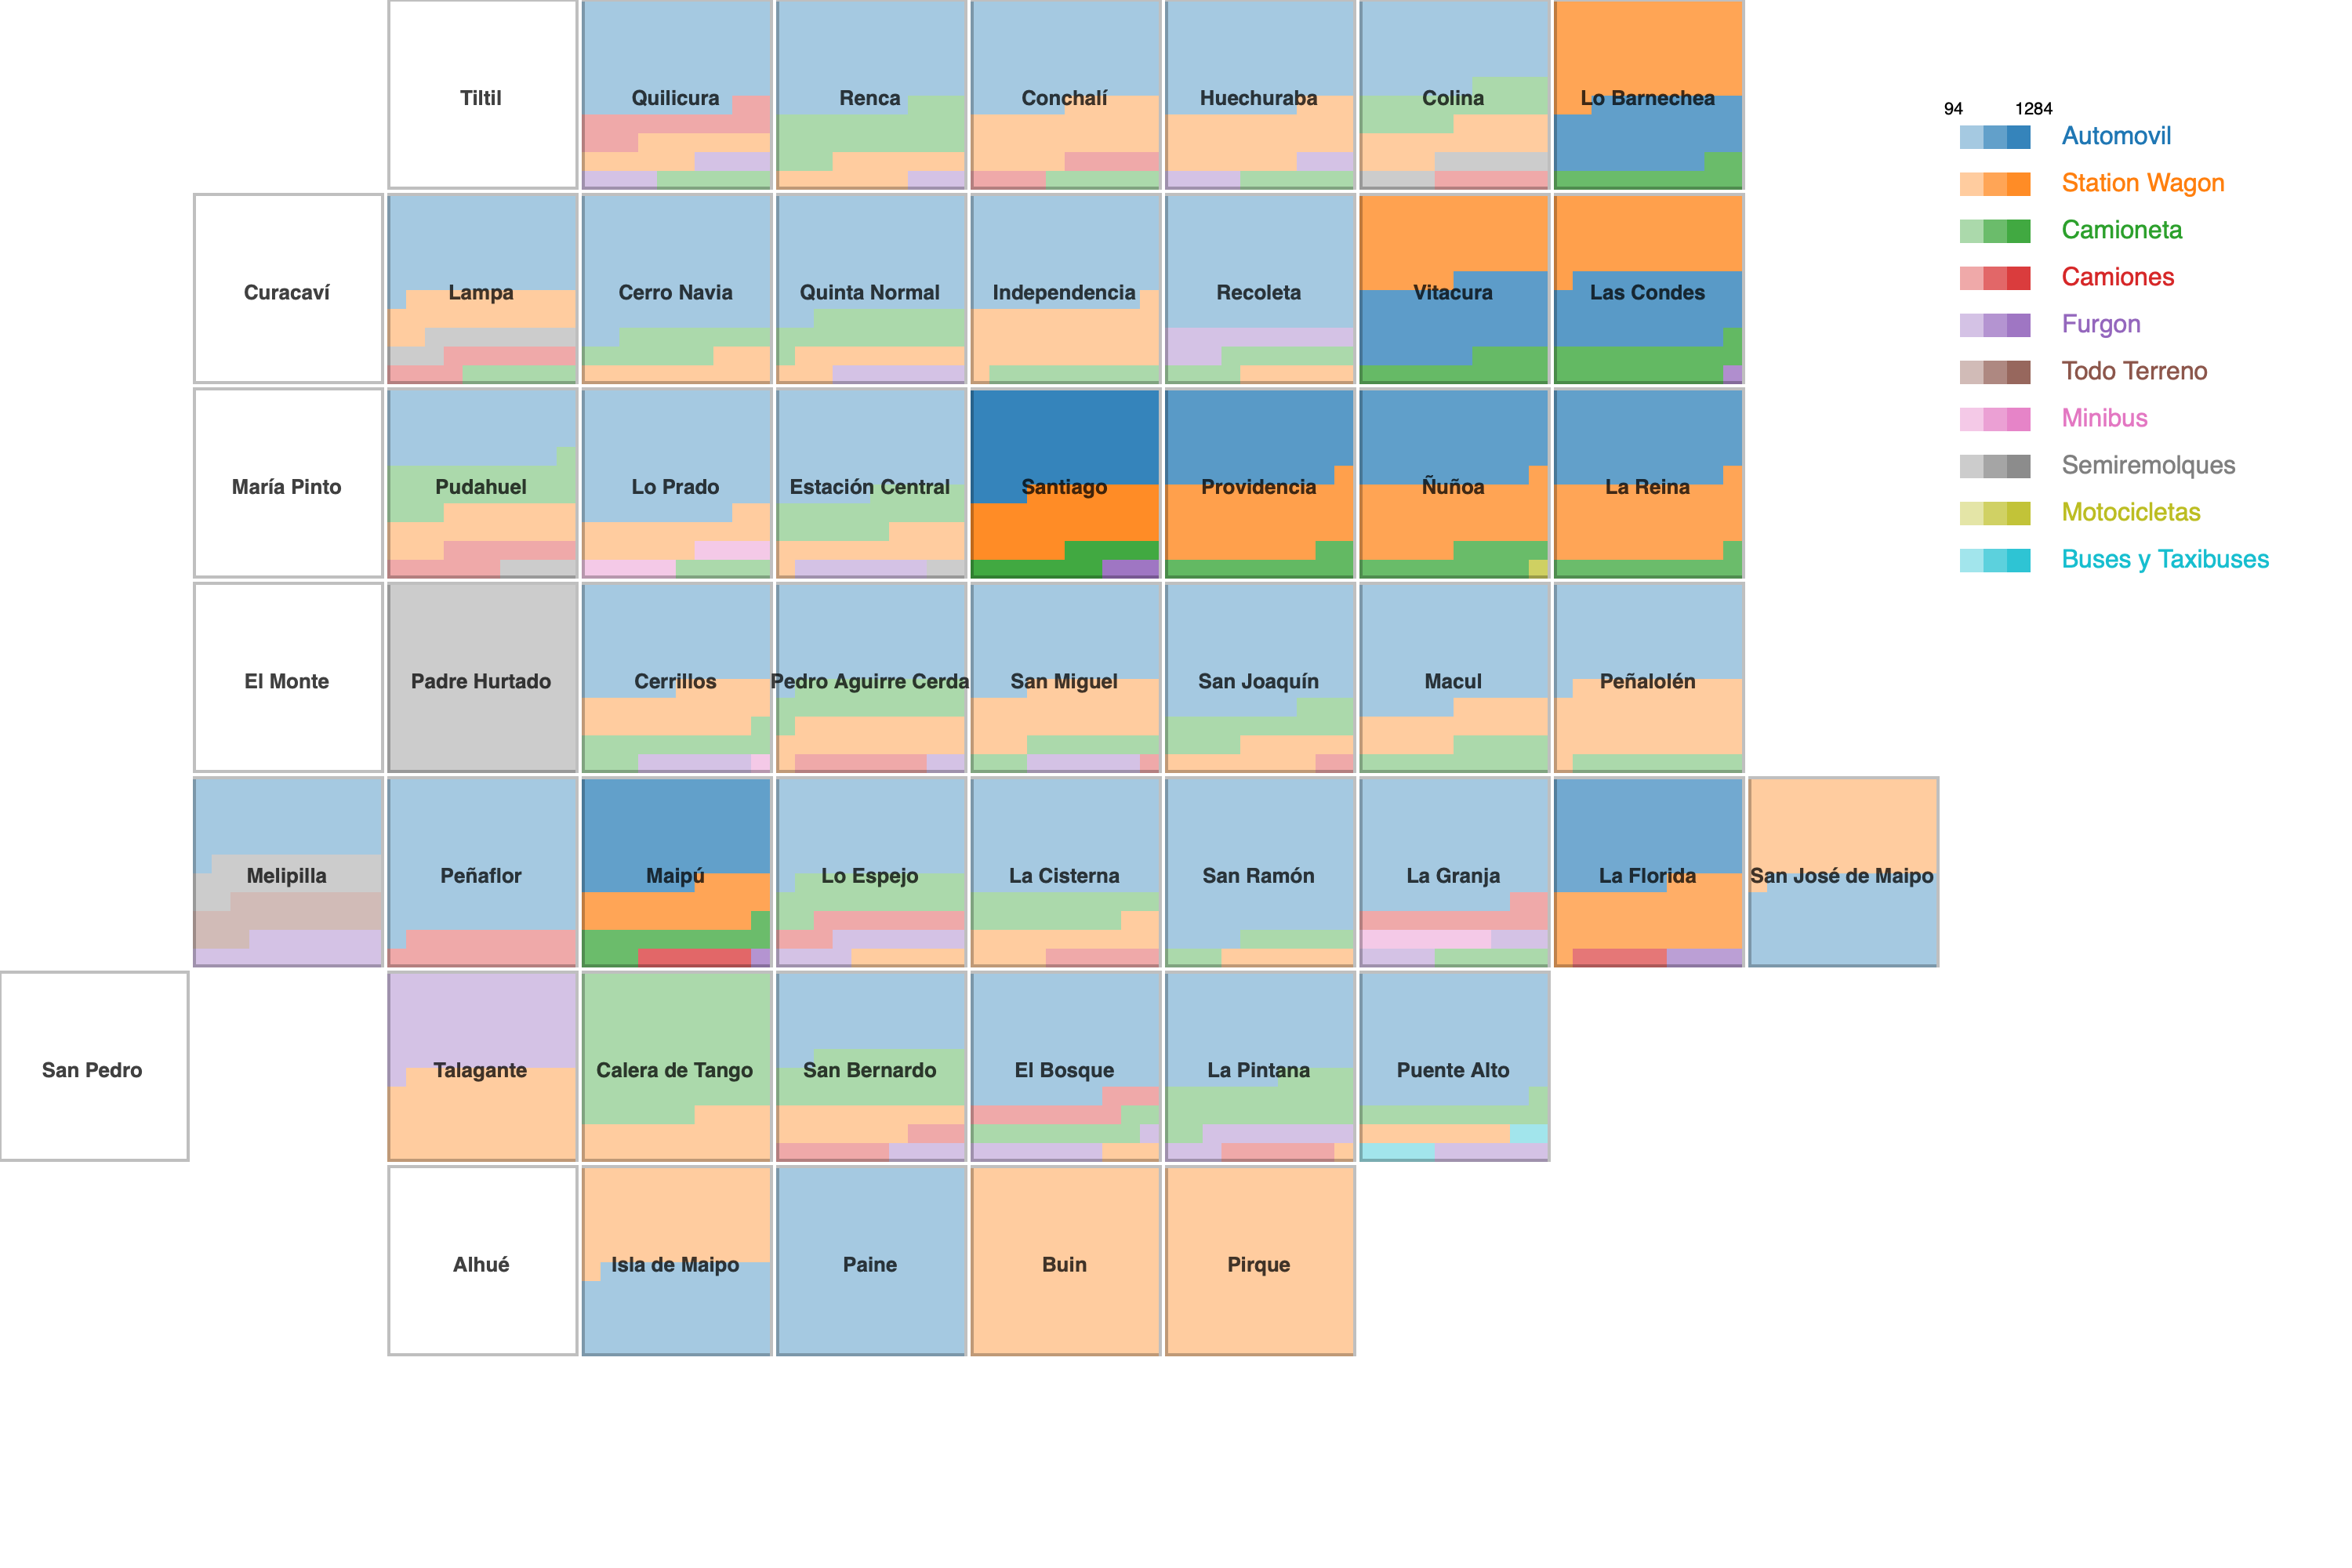 Tiltil
Quilicura
Renca
Conchalí
Huechuraba
Colina
Lo Barnechea
Curacaví
Lampa
Cerro Navia
Quinta Normal
Independencia
Recoleta
Vitacura
Las Condes
María Pinto
Pudahuel
Lo Prado
Estación Central
Santiago
Providencia
Ñuñoa
La Reina
El Monte
Padre Hurtado
Cerrillos
Pedro Aguirre Cerda
San Miguel
San Joaquín
Macul
Peñalolén
Melipilla
Peñaflor
Maipú
Lo Espejo
La Cisterna
San Ramón
La Granja
La Florida
San José de Maipo
San Pedro
Talagante
Calera de Tango
San Bernardo
El Bosque
La Pintana
Puente Alto
Alhué
Isla de Maipo
Paine
Buin
Pirque
94 1284
Automovil
Station Wagon
Camioneta
Camiones
Furgon
Todo Terreno
Minibus
Semiremolques
Motocicletas
Buses y Taxibuses